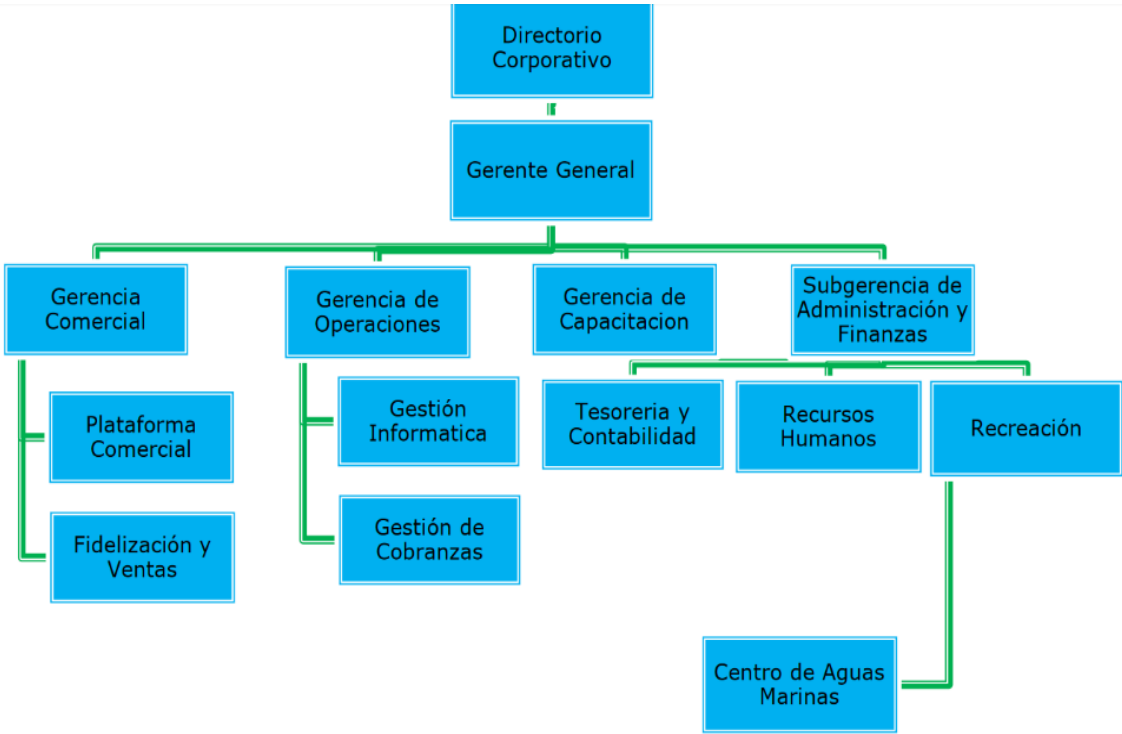 Directorio
Corporativo
Gerente General
Gerencia
Comercial
Gerencia de
Operaciones
Gerencia de
Capacitacion
Subgerencia de
Administración y
Finanzas
Plataforma
Comercial
Gestión
Informatica
Tesoreria y
Contabilidad
Recursos
Humanos
Recreación
Fidelización y
Ventas
Gestión de
Cobranzas
Centro de Aguas
Marinas